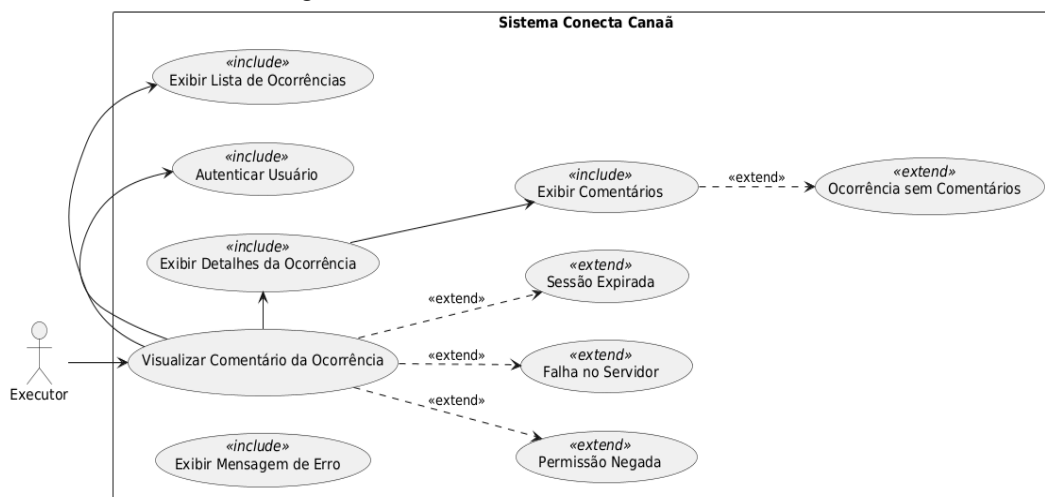 Sistema Conecta Canaã
«include»
Exibir Lista de Ocorrências
«include»
Autenticar Usuário
«include»
Exibir Comentários
«extend»
«extend»
Ocorrência sem Comentários
«include»
Exibir Detalhes da Ocorrência
«extend»
Sessão Expirada
«extend»
Visualizar Comentário da Ocorrência
«extend»
«extend»
Falha no Servidor
Executor
«extend»
«extend»
Permissão Negada
«include»
Exibir Mensagem de Erro